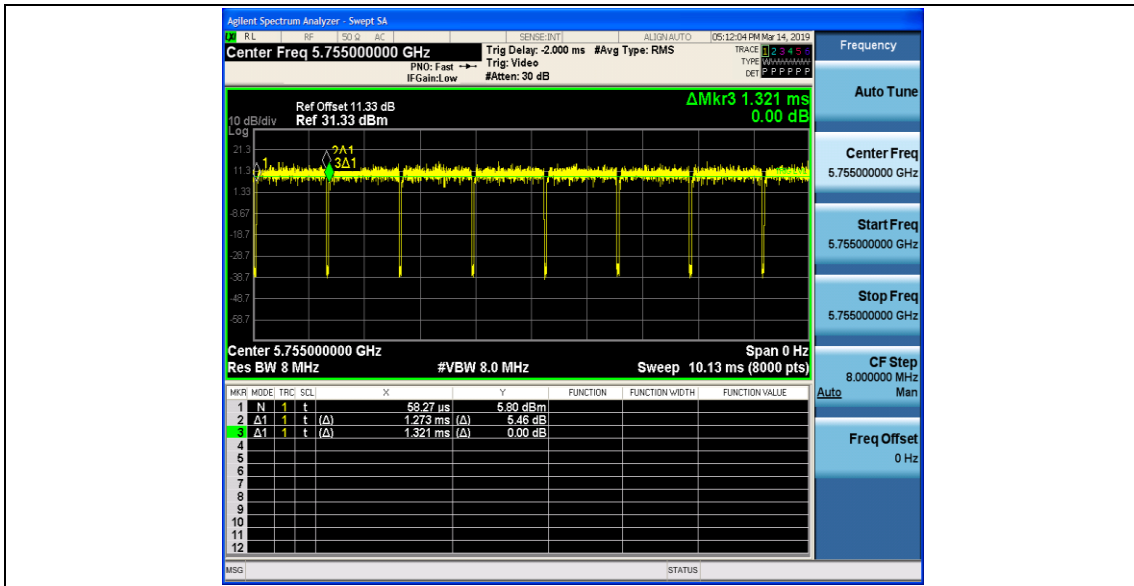 Agilent Spectrum Analyzer - Swept SA
LXI RL RF 50 Ω AC SENSE:INT ALIGNAUTO 05:12:04 PM Mar 14, 2019
Center Freq 5.755000000 GHz Trig Delay: -2.000 ms #Avg Type: RMS TRACE 1 2 3 4 5 6
PNO: Fast Trig: Video TYPE
IFGain:Low #Atten: 30 dB DET P P P P P P
Frequency
Auto Tune
Center Freq
5.755000000 GHz
Start Freq
5.755000000 GHz
Stop Freq
5.755000000 GHz
CF Step
8.000000 MHz
Auto Man
Freq Offset
0 Hz
ΔMkr3 1.321 ms
0.00 dB
Ref Offset 11.33 dB
10 dB/div Ref 31.33 dBm
Log
21.3
11.3
1.33
-8.67
-18.7
-28.7
-38.7
-48.7
-58.7
1
2Δ1
3Δ1
Center 5.755000000 GHz Span 0 Hz
Res BW 8 MHz #VBW 8.0 MHz Sweep 10.13 ms (8000 pts)
MKR MODE TRC SCL X Y FUNCTION FUNCTION WIDTH FUNCTION VALUE
1 N 1 t 58.27 µs 5.80 dBm
2 Δ1 1 t (Δ) 1.273 ms (Δ) 5.46 dB
3 Δ1 1 t (Δ) 1.321 ms (Δ) 0.00 dB
4
5
6
7
8
9
10
11
12
MSG STATUS